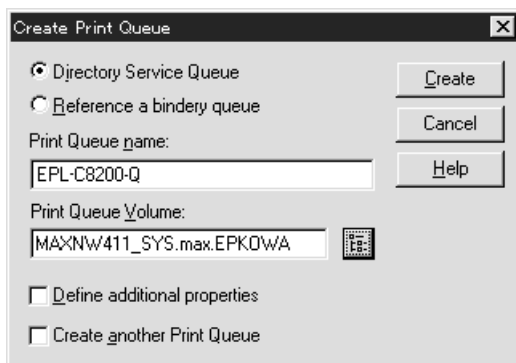 Create Print Queue
Directory Service Queue
Reference a bindery queue
Print Queue name:
EPL-C8200-Q
Print Queue Volume:
MAXNW411_SYS.max.EPKOWA
Define additional properties
Create another Print Queue
Create
Cancel
Help